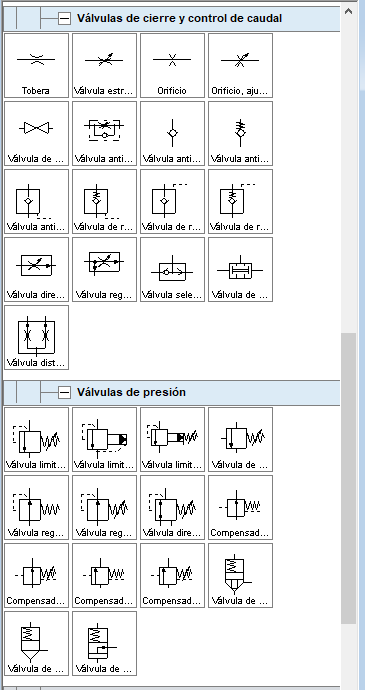 Válvulas de cierre y control de caudal
Tobera
Válvula estr...
Orificio
Orificio, aju...
Válvula de ...
Válvula anti...
Válvula anti...
Válvula anti...
Válvula anti...
Válvula de r...
Válvula de r...
Válvula de r...
Válvula dire...
Válvula reg...
Válvula sele...
Válvula de ...
Válvula dist...
Válvulas de presión
Válvula limit...
Válvula limit...
Válvula limit...
Válvula de ...
Válvula reg...
Válvula reg...
Válvula dire...
Compensad...
Compensad...
Compensad...
Compensad...
Válvula de ...
Válvula de ...
Válvula de ...